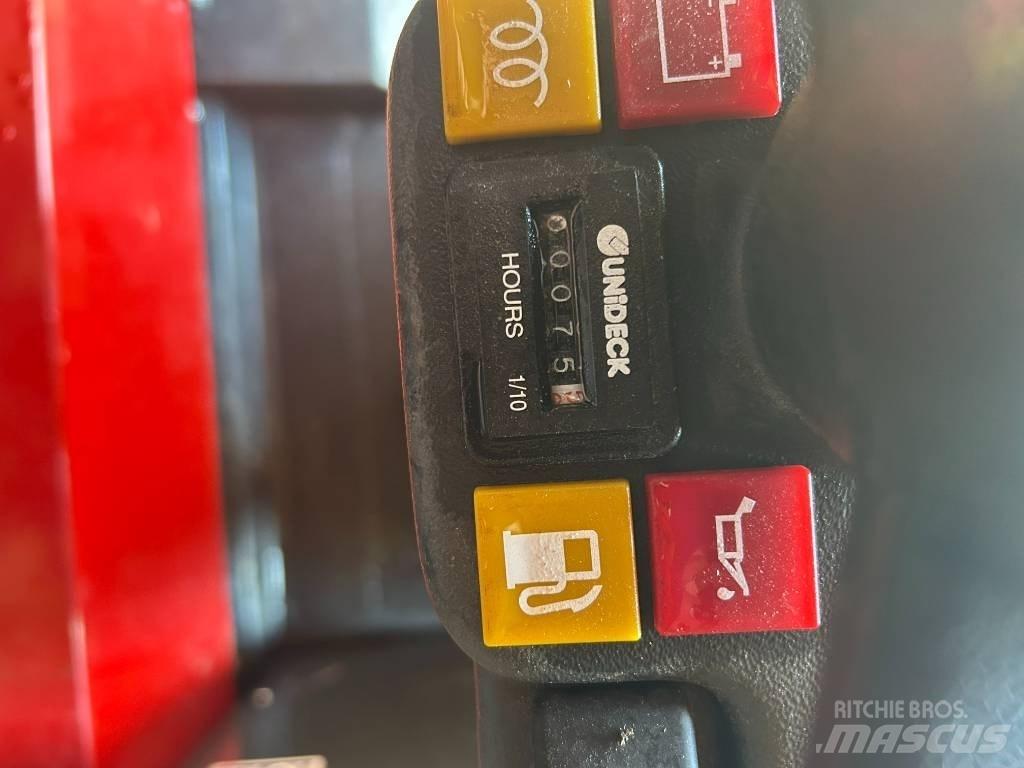 UNiDECK
00075
HOURS 1/10
RITCHIE BROS.
MASCUS